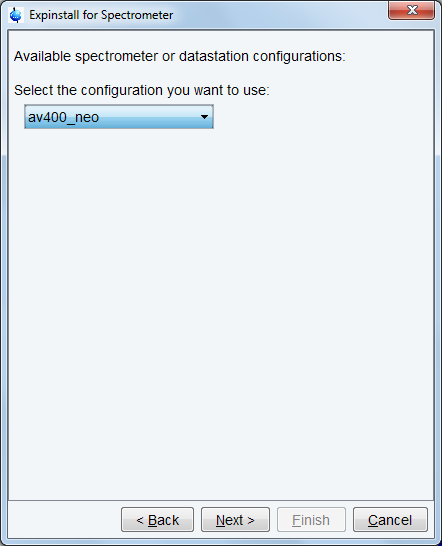 Expinstall for Spectrometer
Available spectrometer or datastation configurations:
Select the configuration you want to use:
av400_neo
< Back Next > Finish Cancel